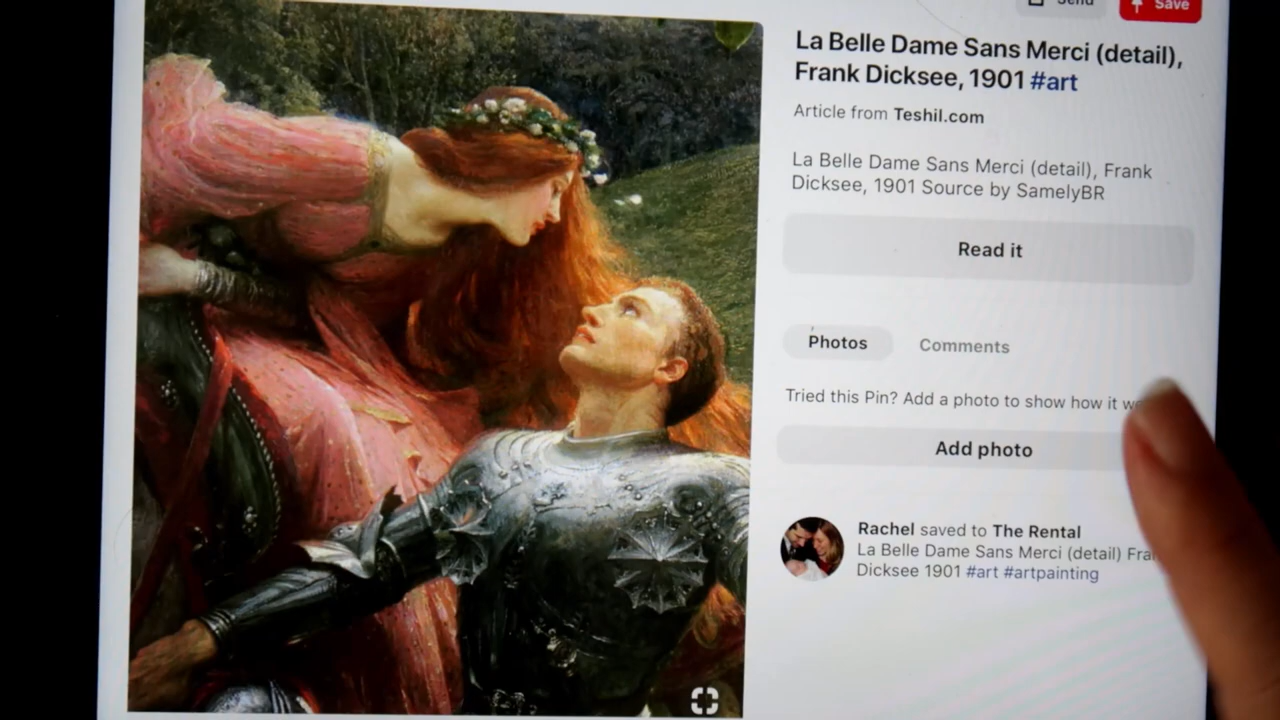 Send
Save
La Belle Dame Sans Merci (detail),
Frank Dicksee, 1901 #art
Article from Teshil.com
La Belle Dame Sans Merci (detail), Frank
Dicksee, 1901 Source by SamelyBR
Read it
Photos
Comments
Tried this Pin? Add a photo to show how it
Add photo
Rachel saved to The Rental
La Belle Dame Sans Merci (detail)
Dicksee 1901 #art #artpainting